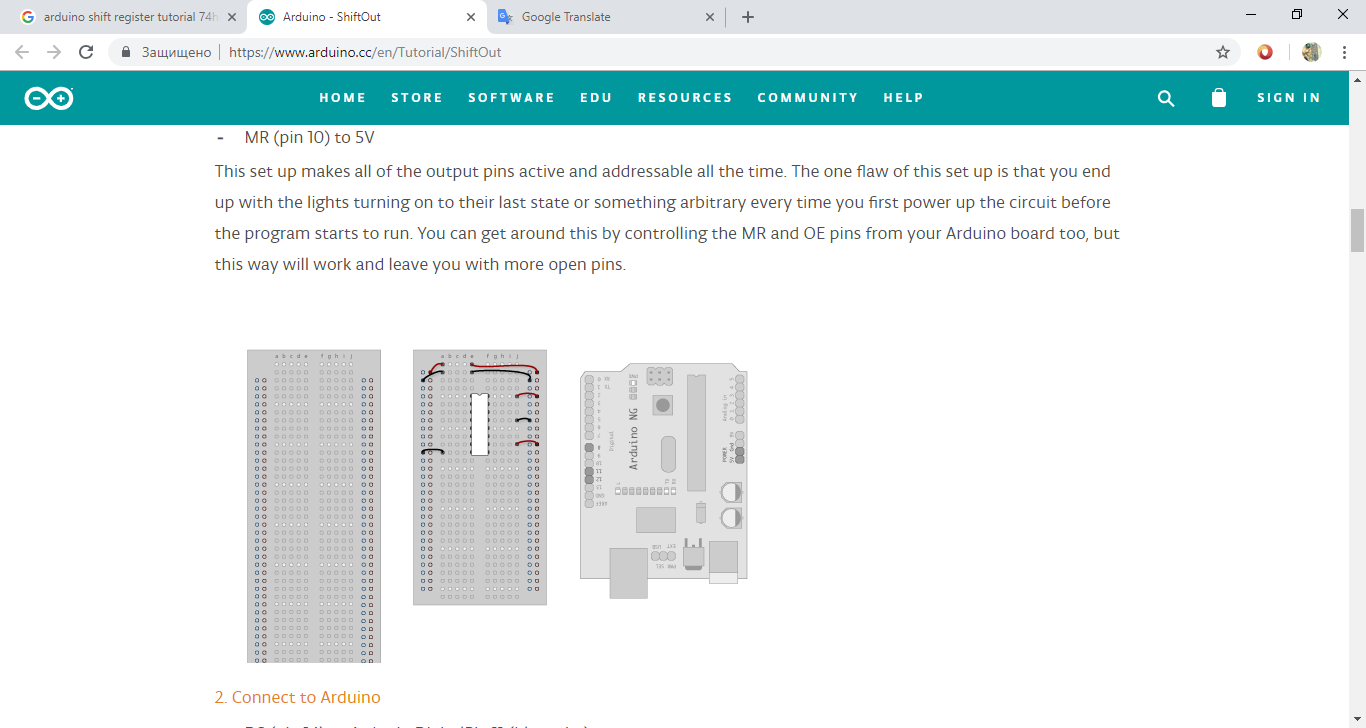 arduino shift register tutorial 74h
Arduino - ShiftOut
Google Translate
Защищено
https://www.arduino.cc/en/Tutorial/ShiftOut
HOME STORE SOFTWARE EDU RESOURCES COMMUNITY HELP SIGN IN
- MR (pin 10) to 5V
This set up makes all of the output pins active and addressable all the time. The one flaw of this set up is that you end
up with the lights turning on to their last state or something arbitrary every time you first power up the circuit before
the program starts to run. You can get around this by controlling the MR and OE pins from your Arduino board too, but
this way will work and leave you with more open pins.
a b c d e f g h i j
a b c d e f g h i j
Arduino NG
Digital
Analog in
POWER
5V Gnd
2. Connect to Arduino